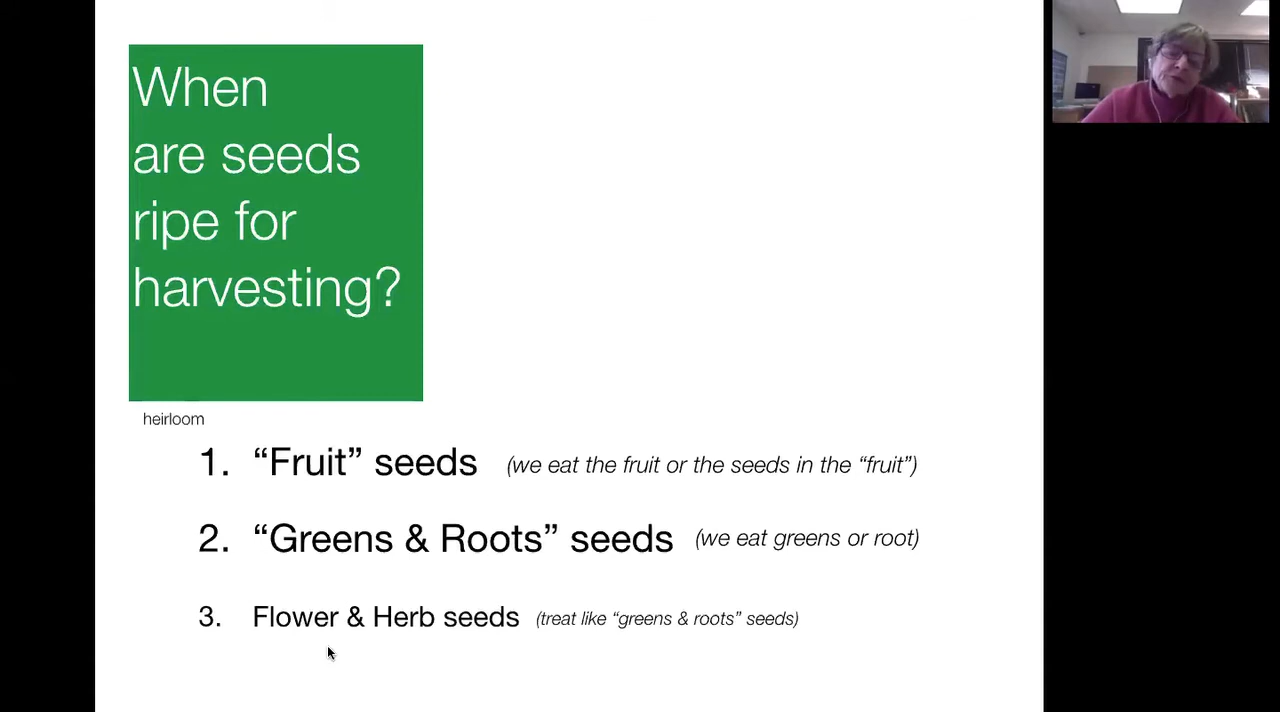 When
are seeds
ripe for
harvesting?
heirloom
1. “Fruit” seeds (we eat the fruit or the seeds in the “fruit”)
2. “Greens & Roots” seeds (we eat greens or root)
3. Flower & Herb seeds (treat like “greens & roots” seeds)